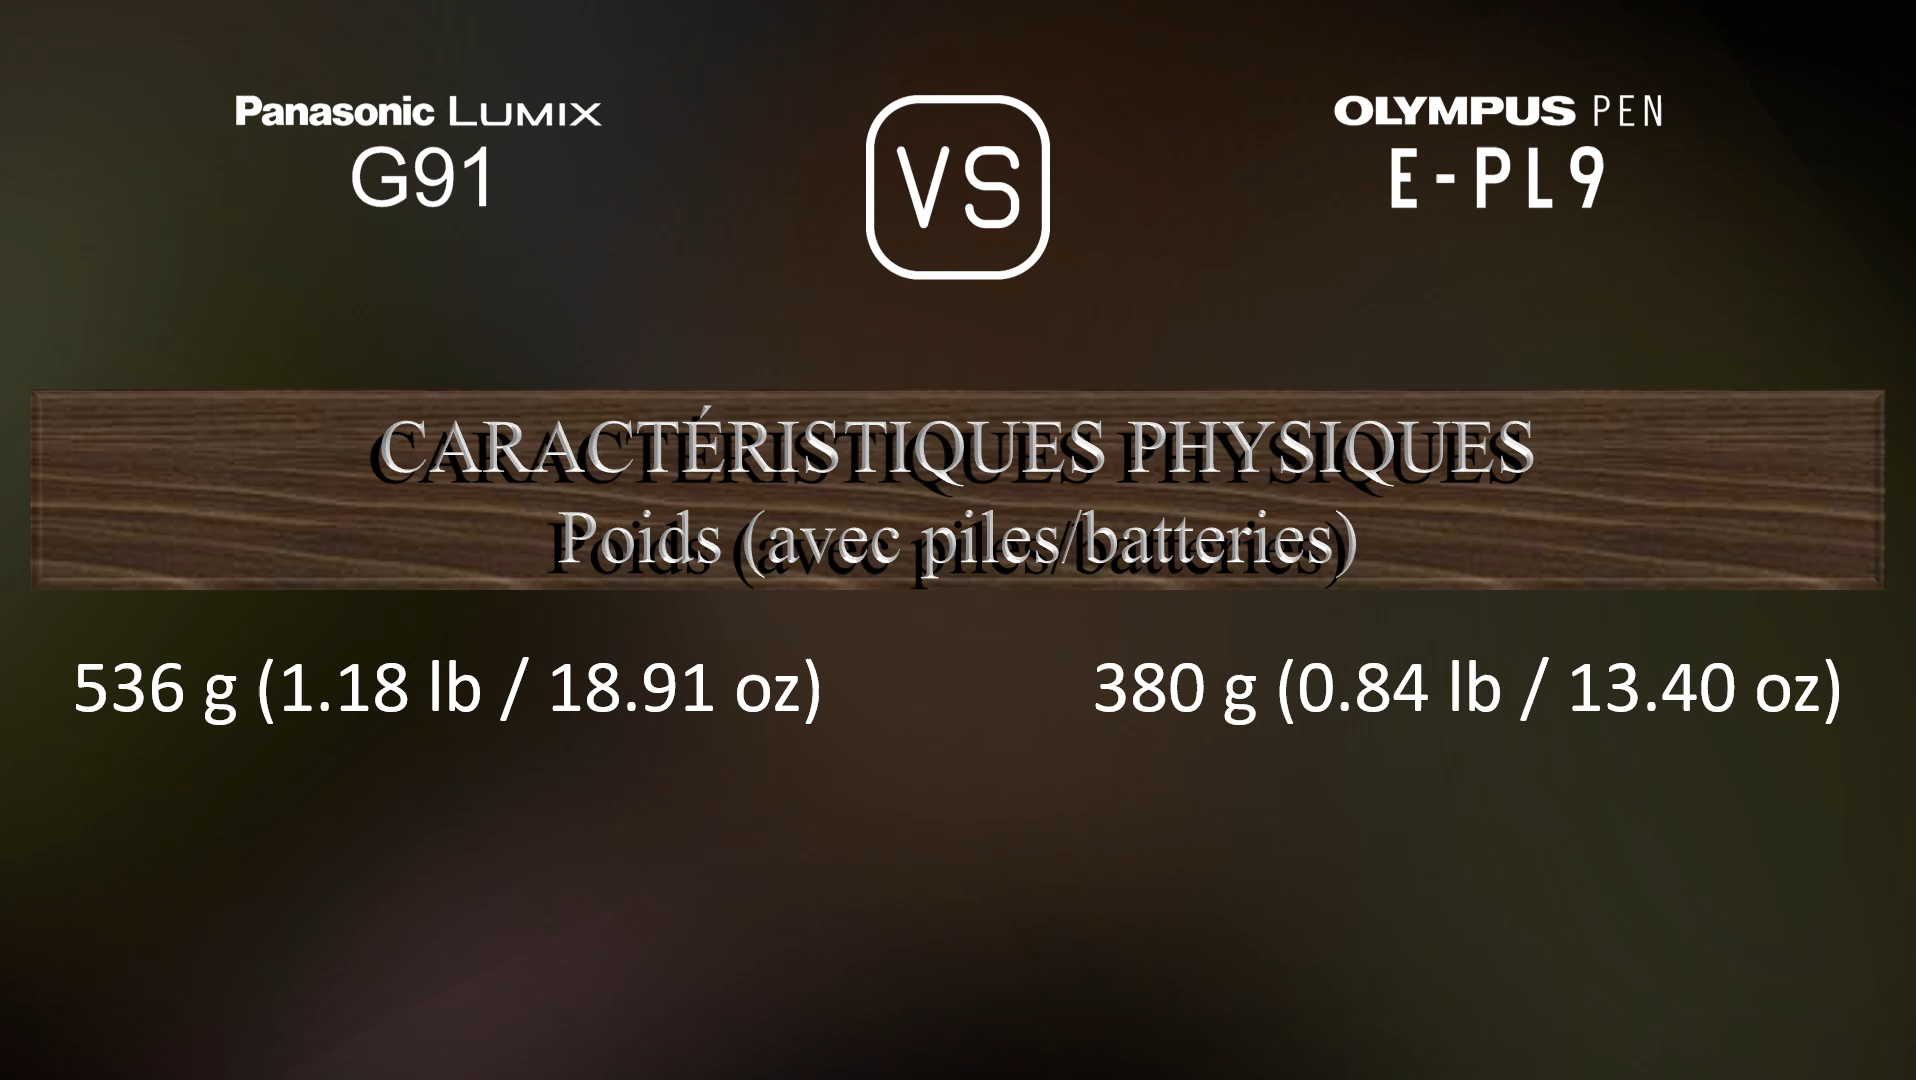 Panasonic LUMIX
G91
VS
OLYMPUS PEN
E-PL9
CARACTÉRISTIQUES PHYSIQUES
Poids (avec piles/batteries)
536 g (1.18 lb / 18.91 oz)
380 g (0.84 lb / 13.40 oz)